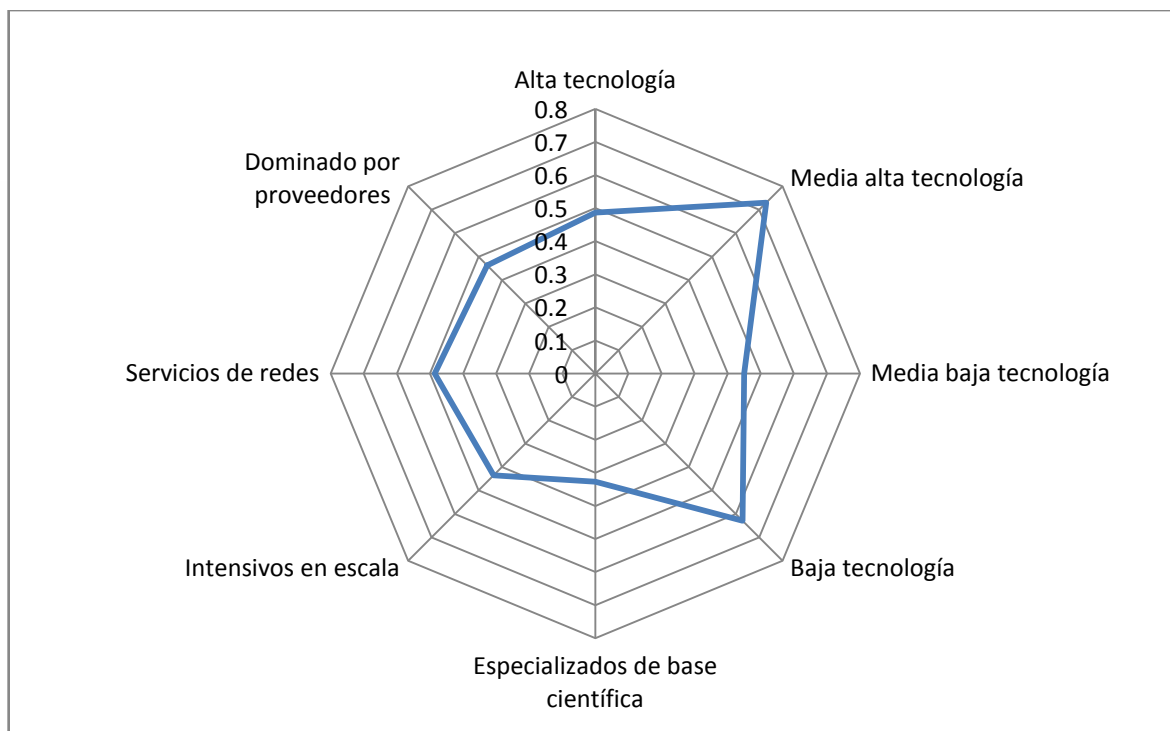 Alta tecnología
0.8
0.7
0.6
0.5
0.4
0.3
0.2
0.1
0
Media alta tecnología
Media baja tecnología
Baja tecnología
Especializados de base
científica
Intensivos en escala
Servicios de redes
Dominado por
proveedores